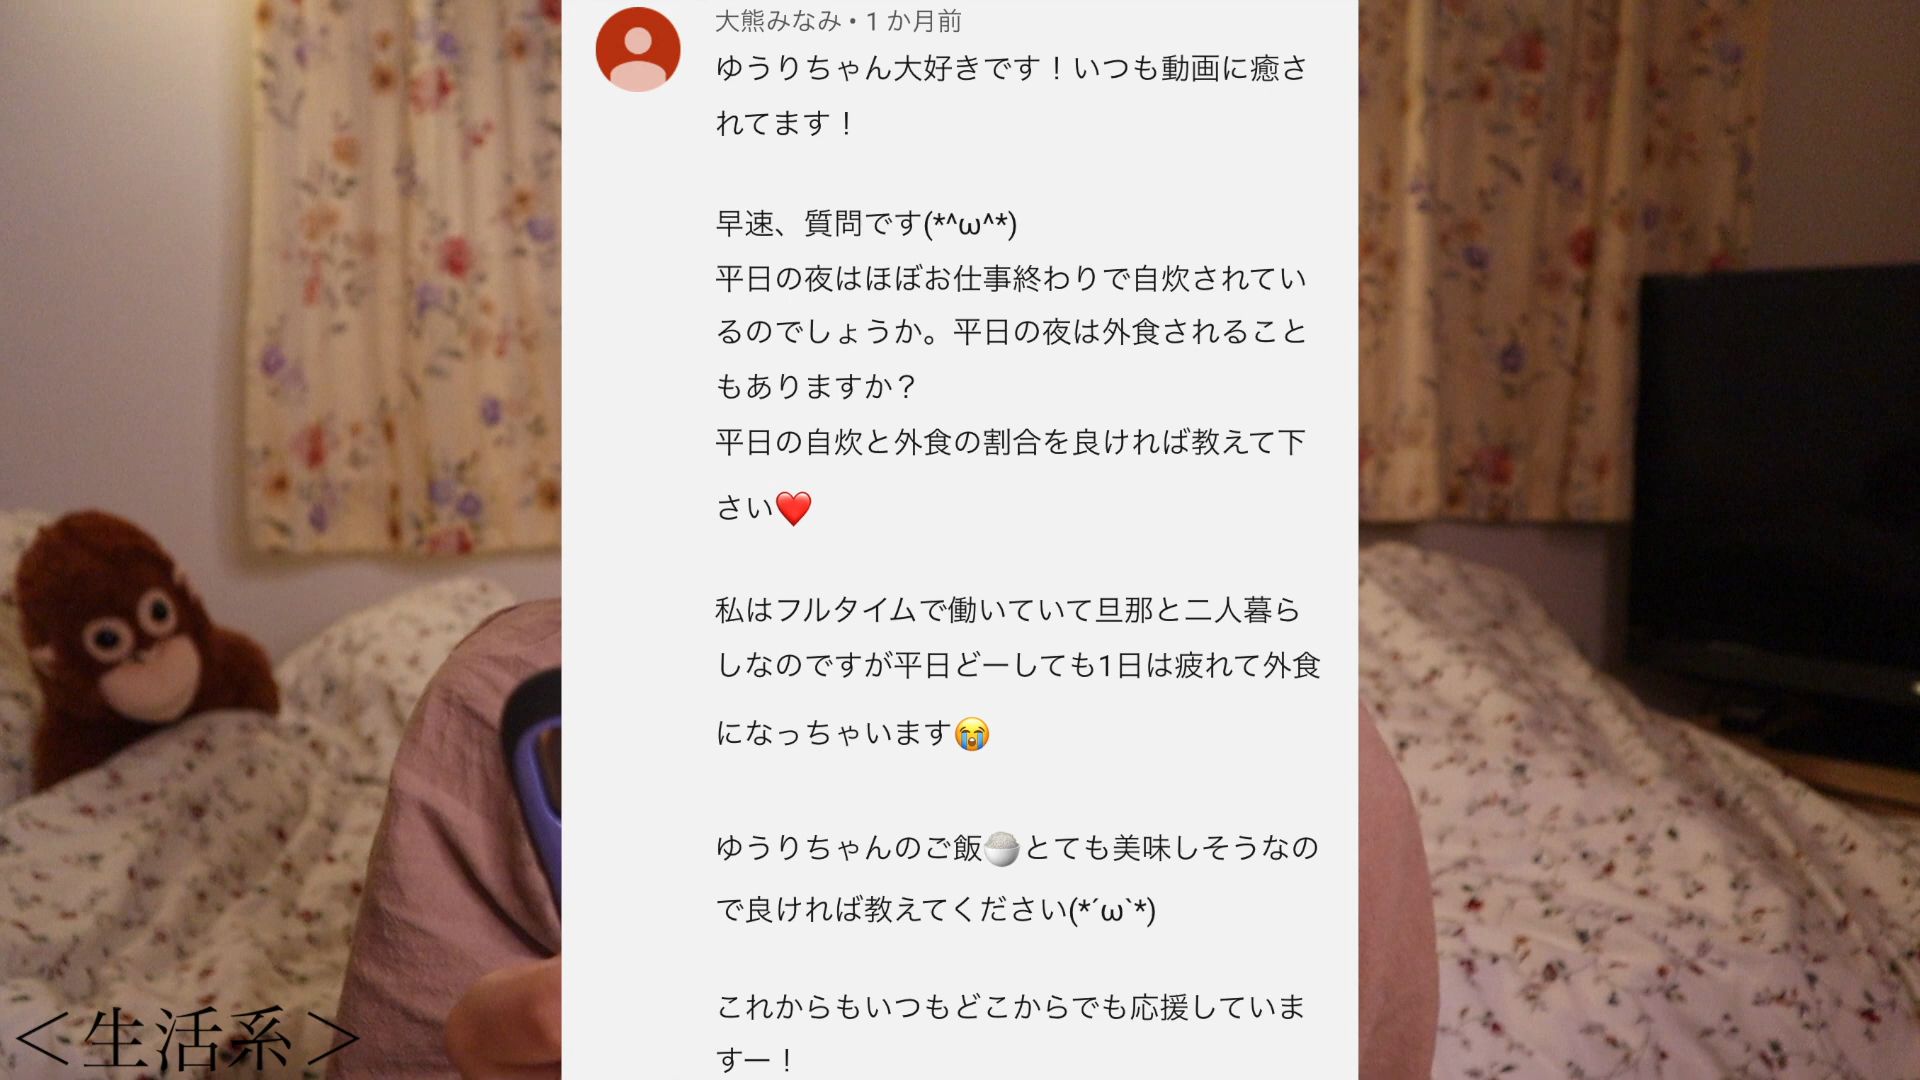 大熊みなみ • 1 か月前
ゆうりちゃん大好きです！いつも動画に癒さ
れてます！
早速、質問です(*^ω^*)
平日の夜はほぼお仕事終わりで自炊されてい
るのでしょうか。平日の夜は外食されること
もありますか？
平日の自炊と外食の割合を良ければ教えて下
さい❤️
私はフルタイムで働いていて旦那と二人暮ら
しなのですが平日どーしても1日は疲れて外食
になっちゃいます😭
ゆうりちゃんのご飯🍚とても美味しそうなの
で良ければ教えてください(*´ω`*)
これからもいつもどこからでも応援していま
すー！
＜生活系＞